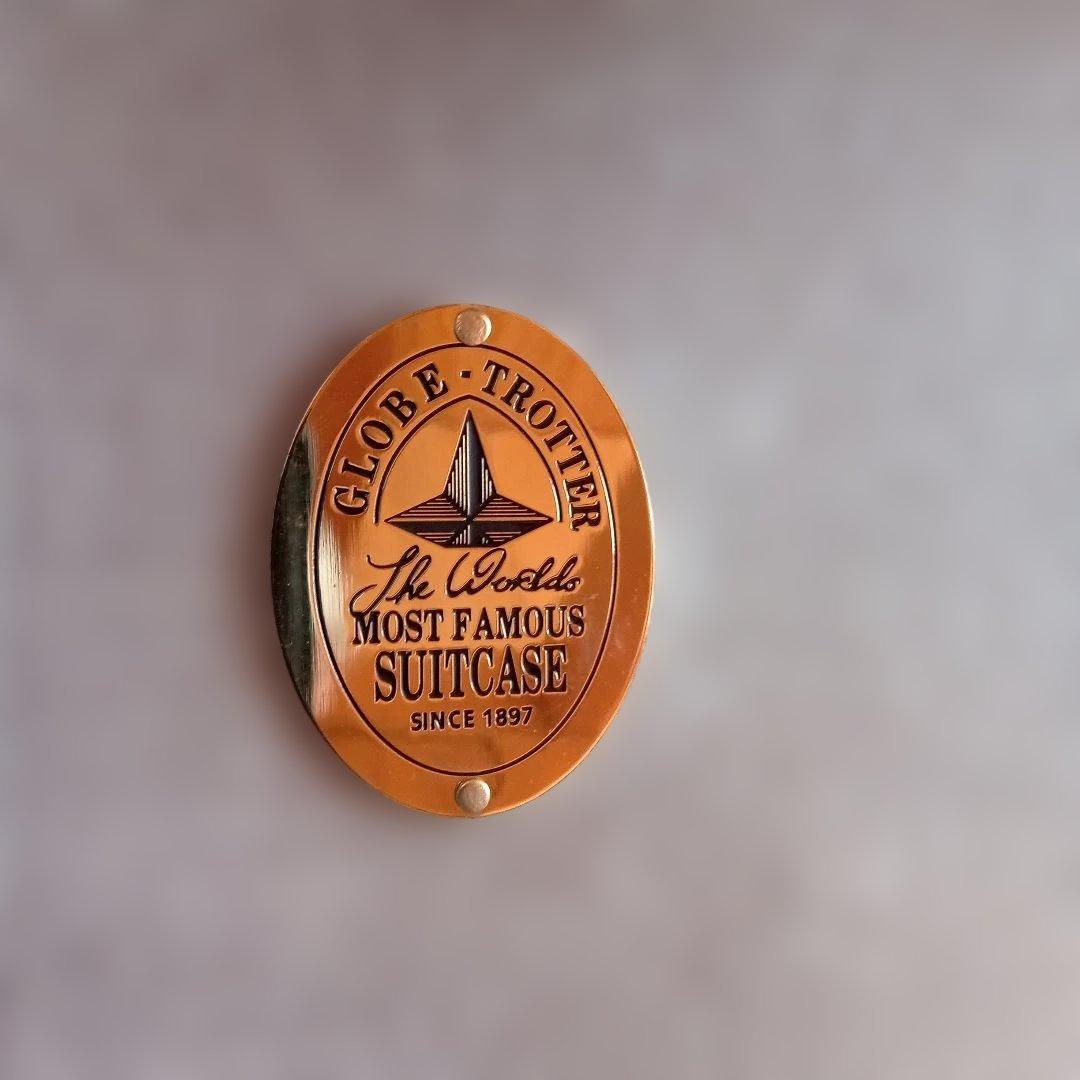 GLOBE-TROTTER
The Worlds
MOST FAMOUS
SUITCASE
SINCE 1897